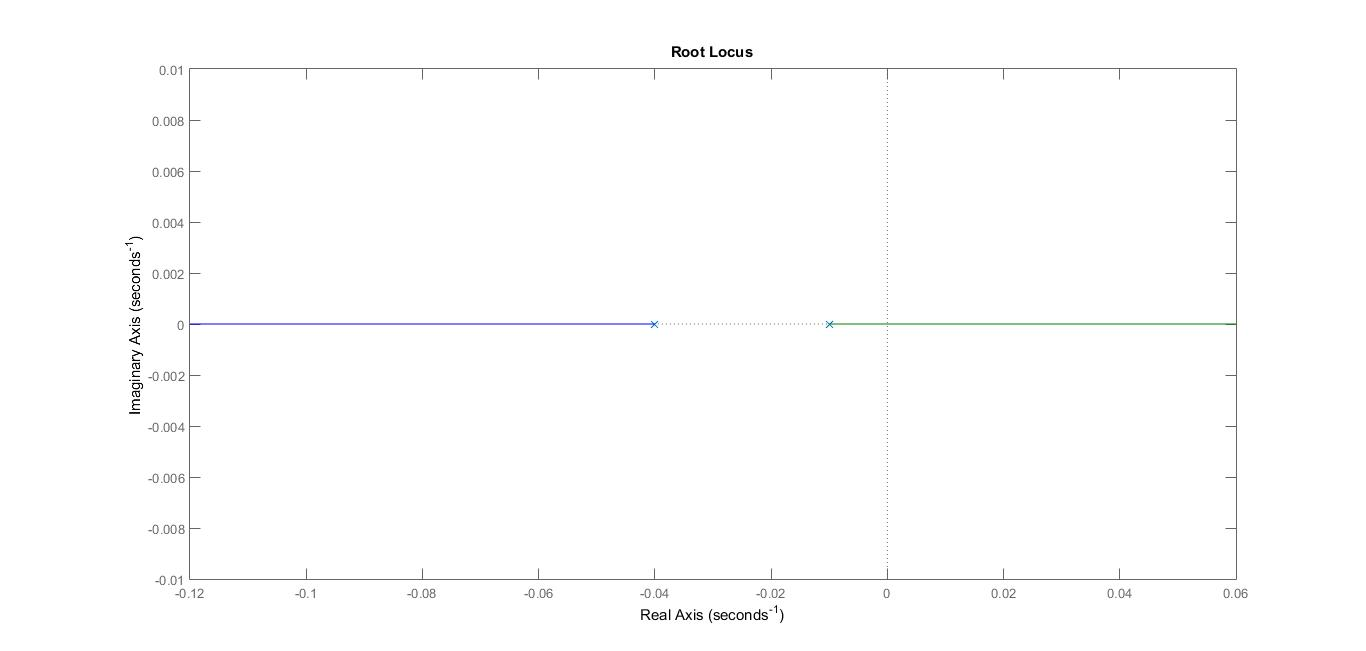 Root Locus
0.01
0.008
0.006
0.004
0.002
0
-0.002
-0.004
-0.006
-0.008
-0.01
Imaginary Axis (seconds⁻¹)
-0.12 -0.1 -0.08 -0.06 -0.04 -0.02 0 0.02 0.04 0.06
Real Axis (seconds⁻¹)